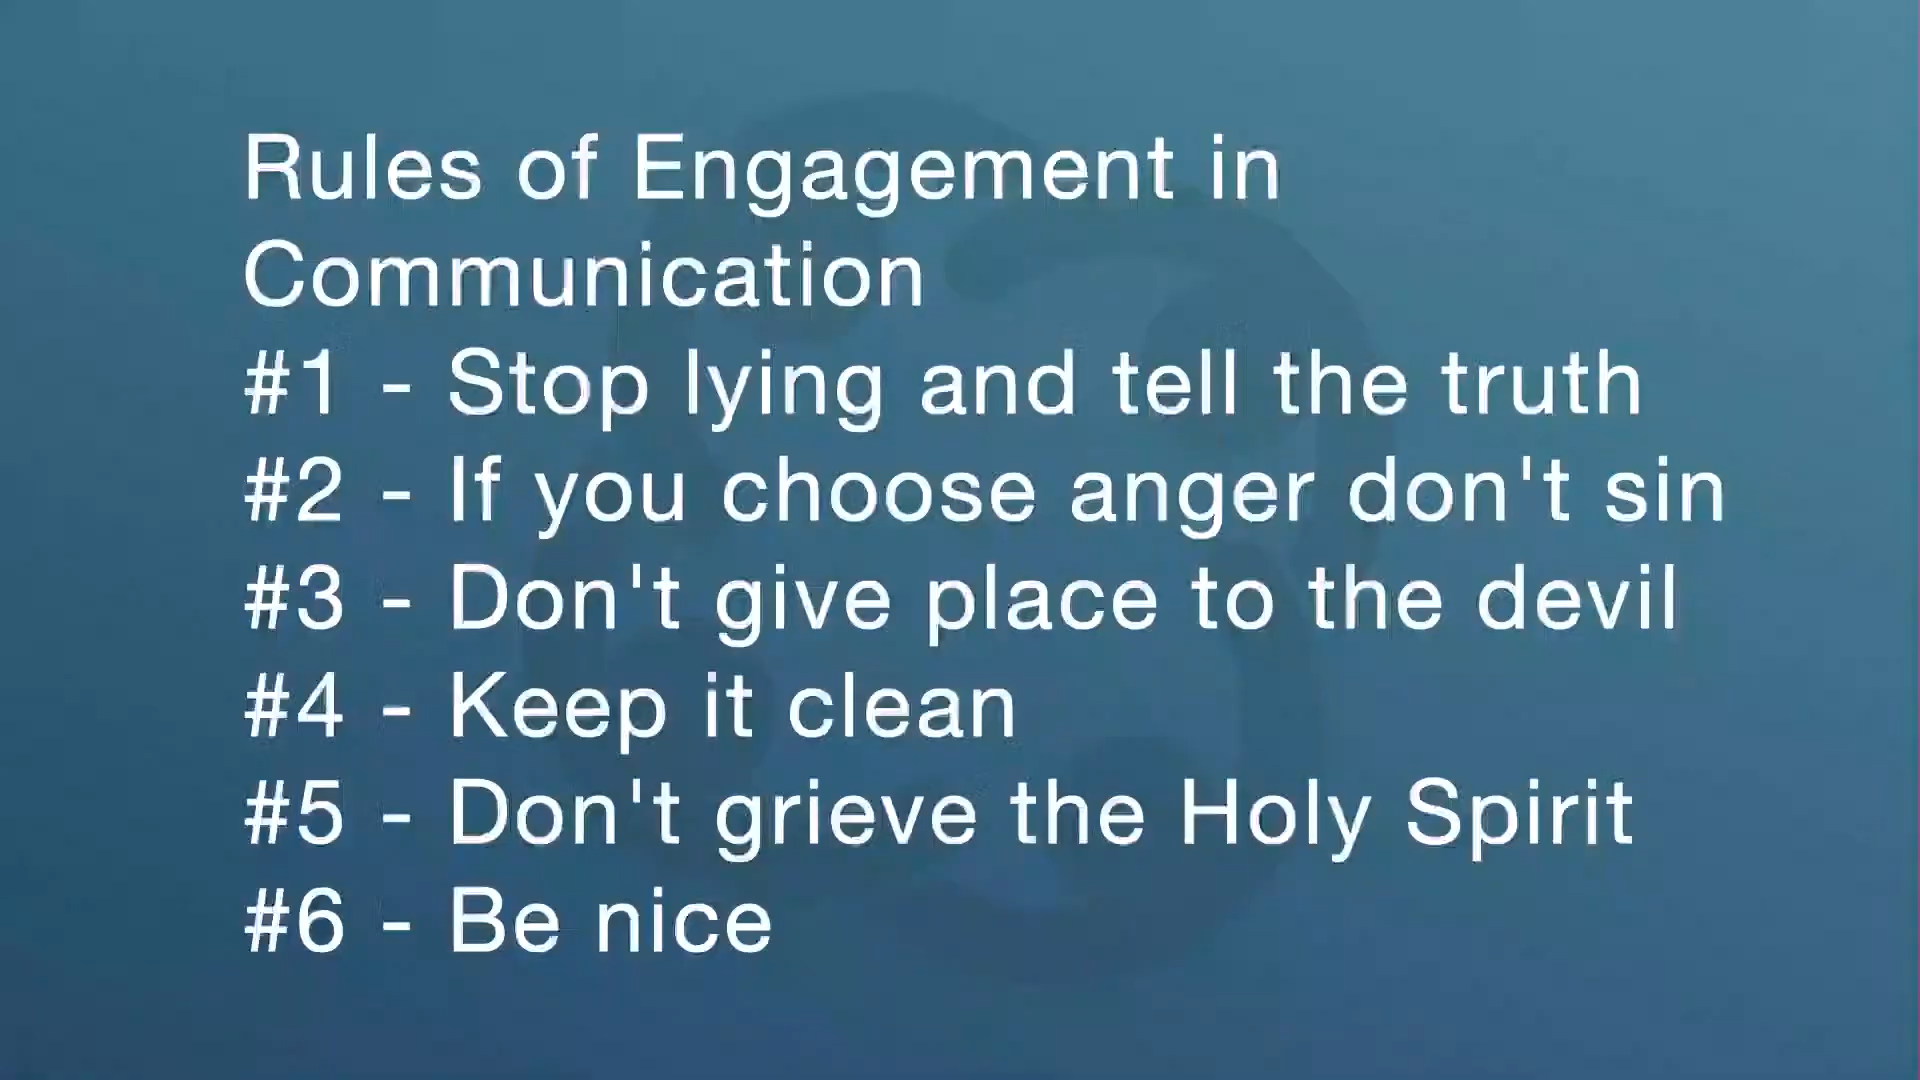 Rules of Engagement in
Communication
#1 - Stop lying and tell the truth
#2 - If you choose anger don't sin
#3 - Don't give place to the devil
#4 - Keep it clean
#5 - Don't grieve the Holy Spirit
#6 - Be nice